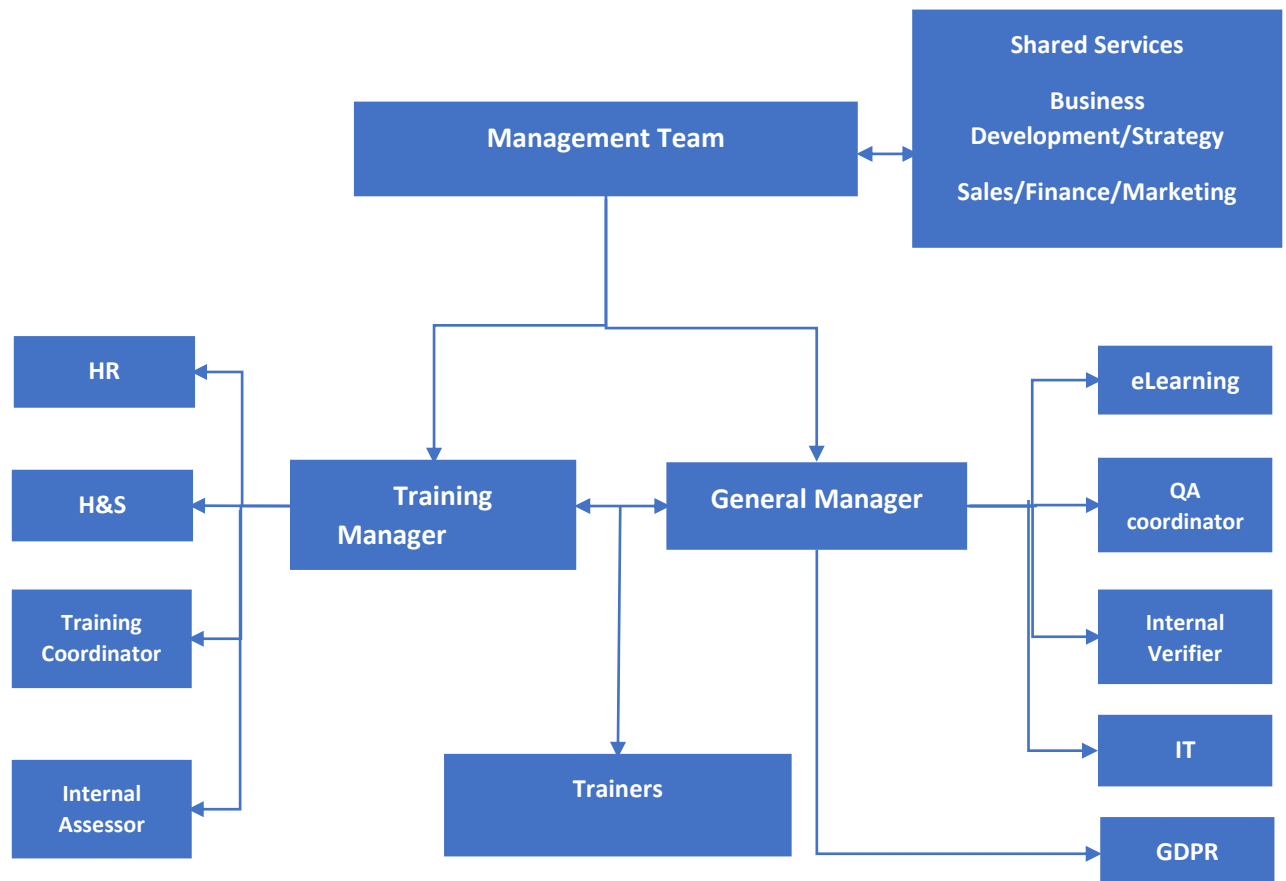 Shared Services
Business
Development/Strategy
Sales/Finance/Marketing
Management Team
HR
eLearning
H&S
Training
Manager
General Manager
QA
coordinator
Training
Coordinator
Internal
Verifier
Internal
Assessor
Trainers
IT
GDPR